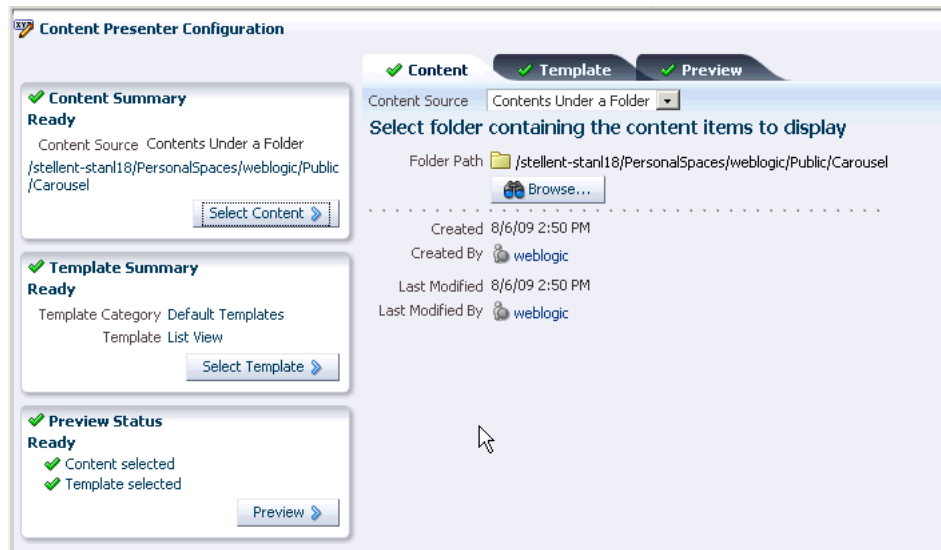 Content Presenter Configuration
Content Summary
Ready
Content Source Contents Under a Folder
/stellent-stanl18/PersonalSpaces/weblogic/Public
/Carousel
Select Content
Template Summary
Ready
Template Category Default Templates
Template List View
Select Template
Preview Status
Ready
Content selected
Template selected
Preview
Content Template Preview
Content Source Contents Under a Folder
Select folder containing the content items to display
Folder Path /stellent-stanl18/PersonalSpaces/weblogic/Public/Carousel
Browse...
Created 8/6/09 2:50 PM
Created By weblogic
Last Modified 8/6/09 2:50 PM
Last Modified By weblogic